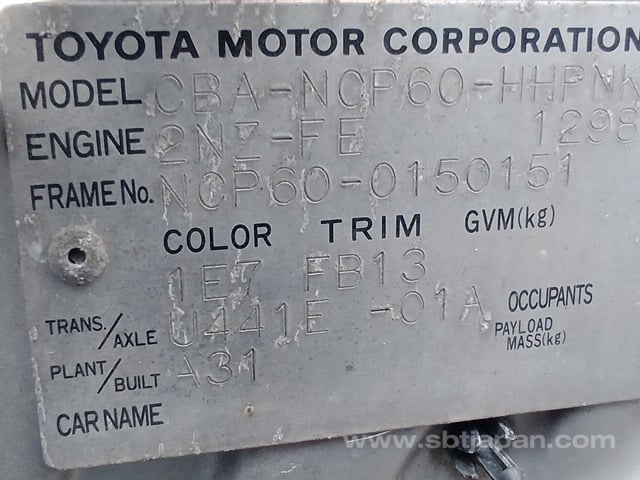 TOYOTA MOTOR CORPORATION
MODEL CBA-NCP60-HHPNK
ENGINE 2NZ-FE 1298
FRAME No. NCP60-0150151
COLOR TRIM GVM(kg)
1E7 FB13
TRANS./AXLE U441E -01A OCCUPANTS
PAYLOAD MASS(kg)
PLANT/BUILT A31
CAR NAME
www.sbtjapan.com